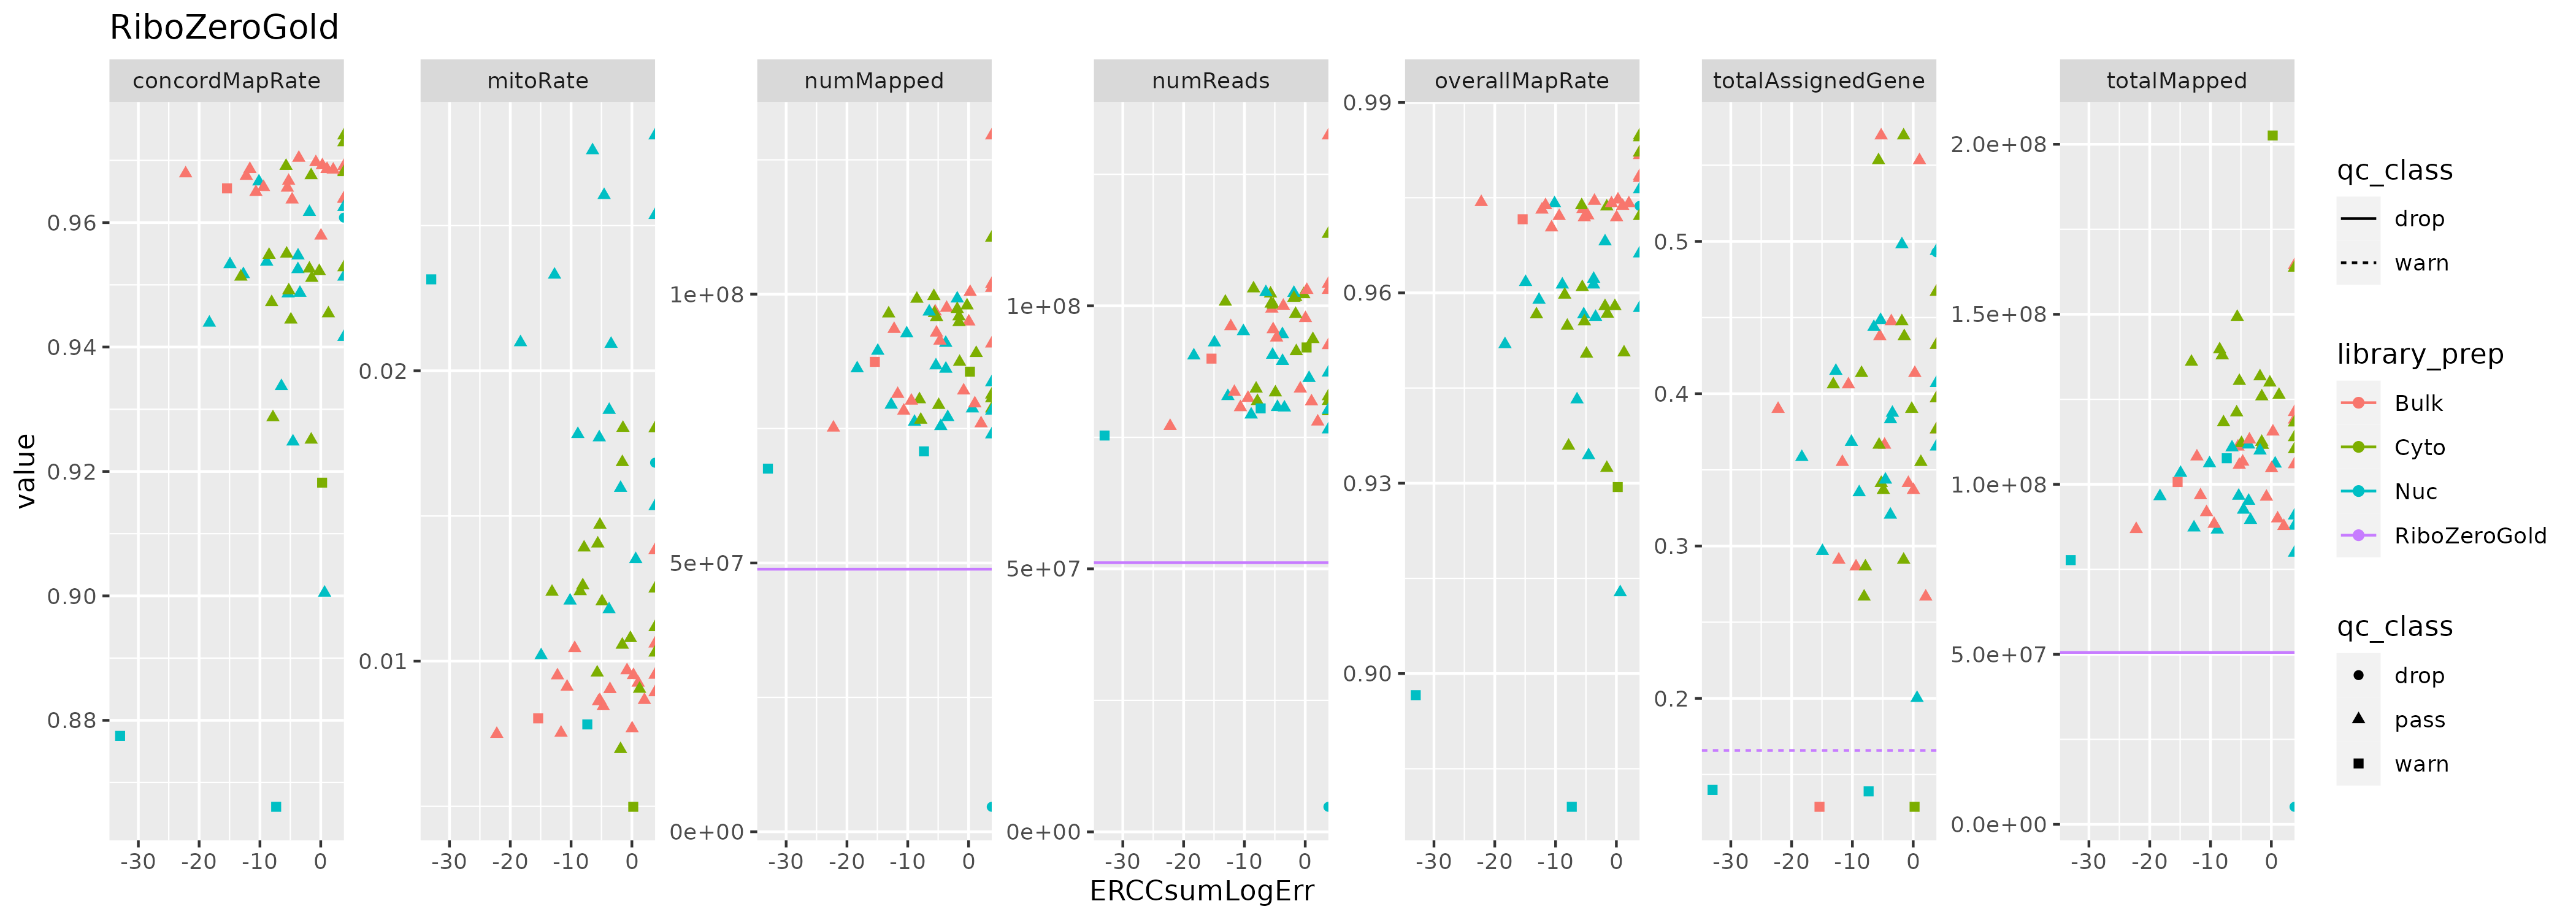 RiboZeroGold
concordMapRate
mitoRate
numMapped
numReads
overallMapRate
totalAssignedGene
totalMapped
value
0.96
0.94
0.92
0.90
0.88
0.02
0.01
1e+08
5e+07
0e+00
1e+08
5e+07
0e+00
0.99
0.96
0.93
0.90
0.5
0.4
0.3
0.2
2.0e+08
1.5e+08
1.0e+08
5.0e+07
0.0e+00
-30 -20 -10 0
-30 -20 -10 0
-30 -20 -10 0
-30 -20 -10 0
-30 -20 -10 0
-30 -20 -10 0
-30 -20 -10 0
ERCCsumLogErr
qc_class
drop
warn
library_prep
Bulk
Cyto
Nuc
RiboZeroGold
qc_class
drop
pass
warn